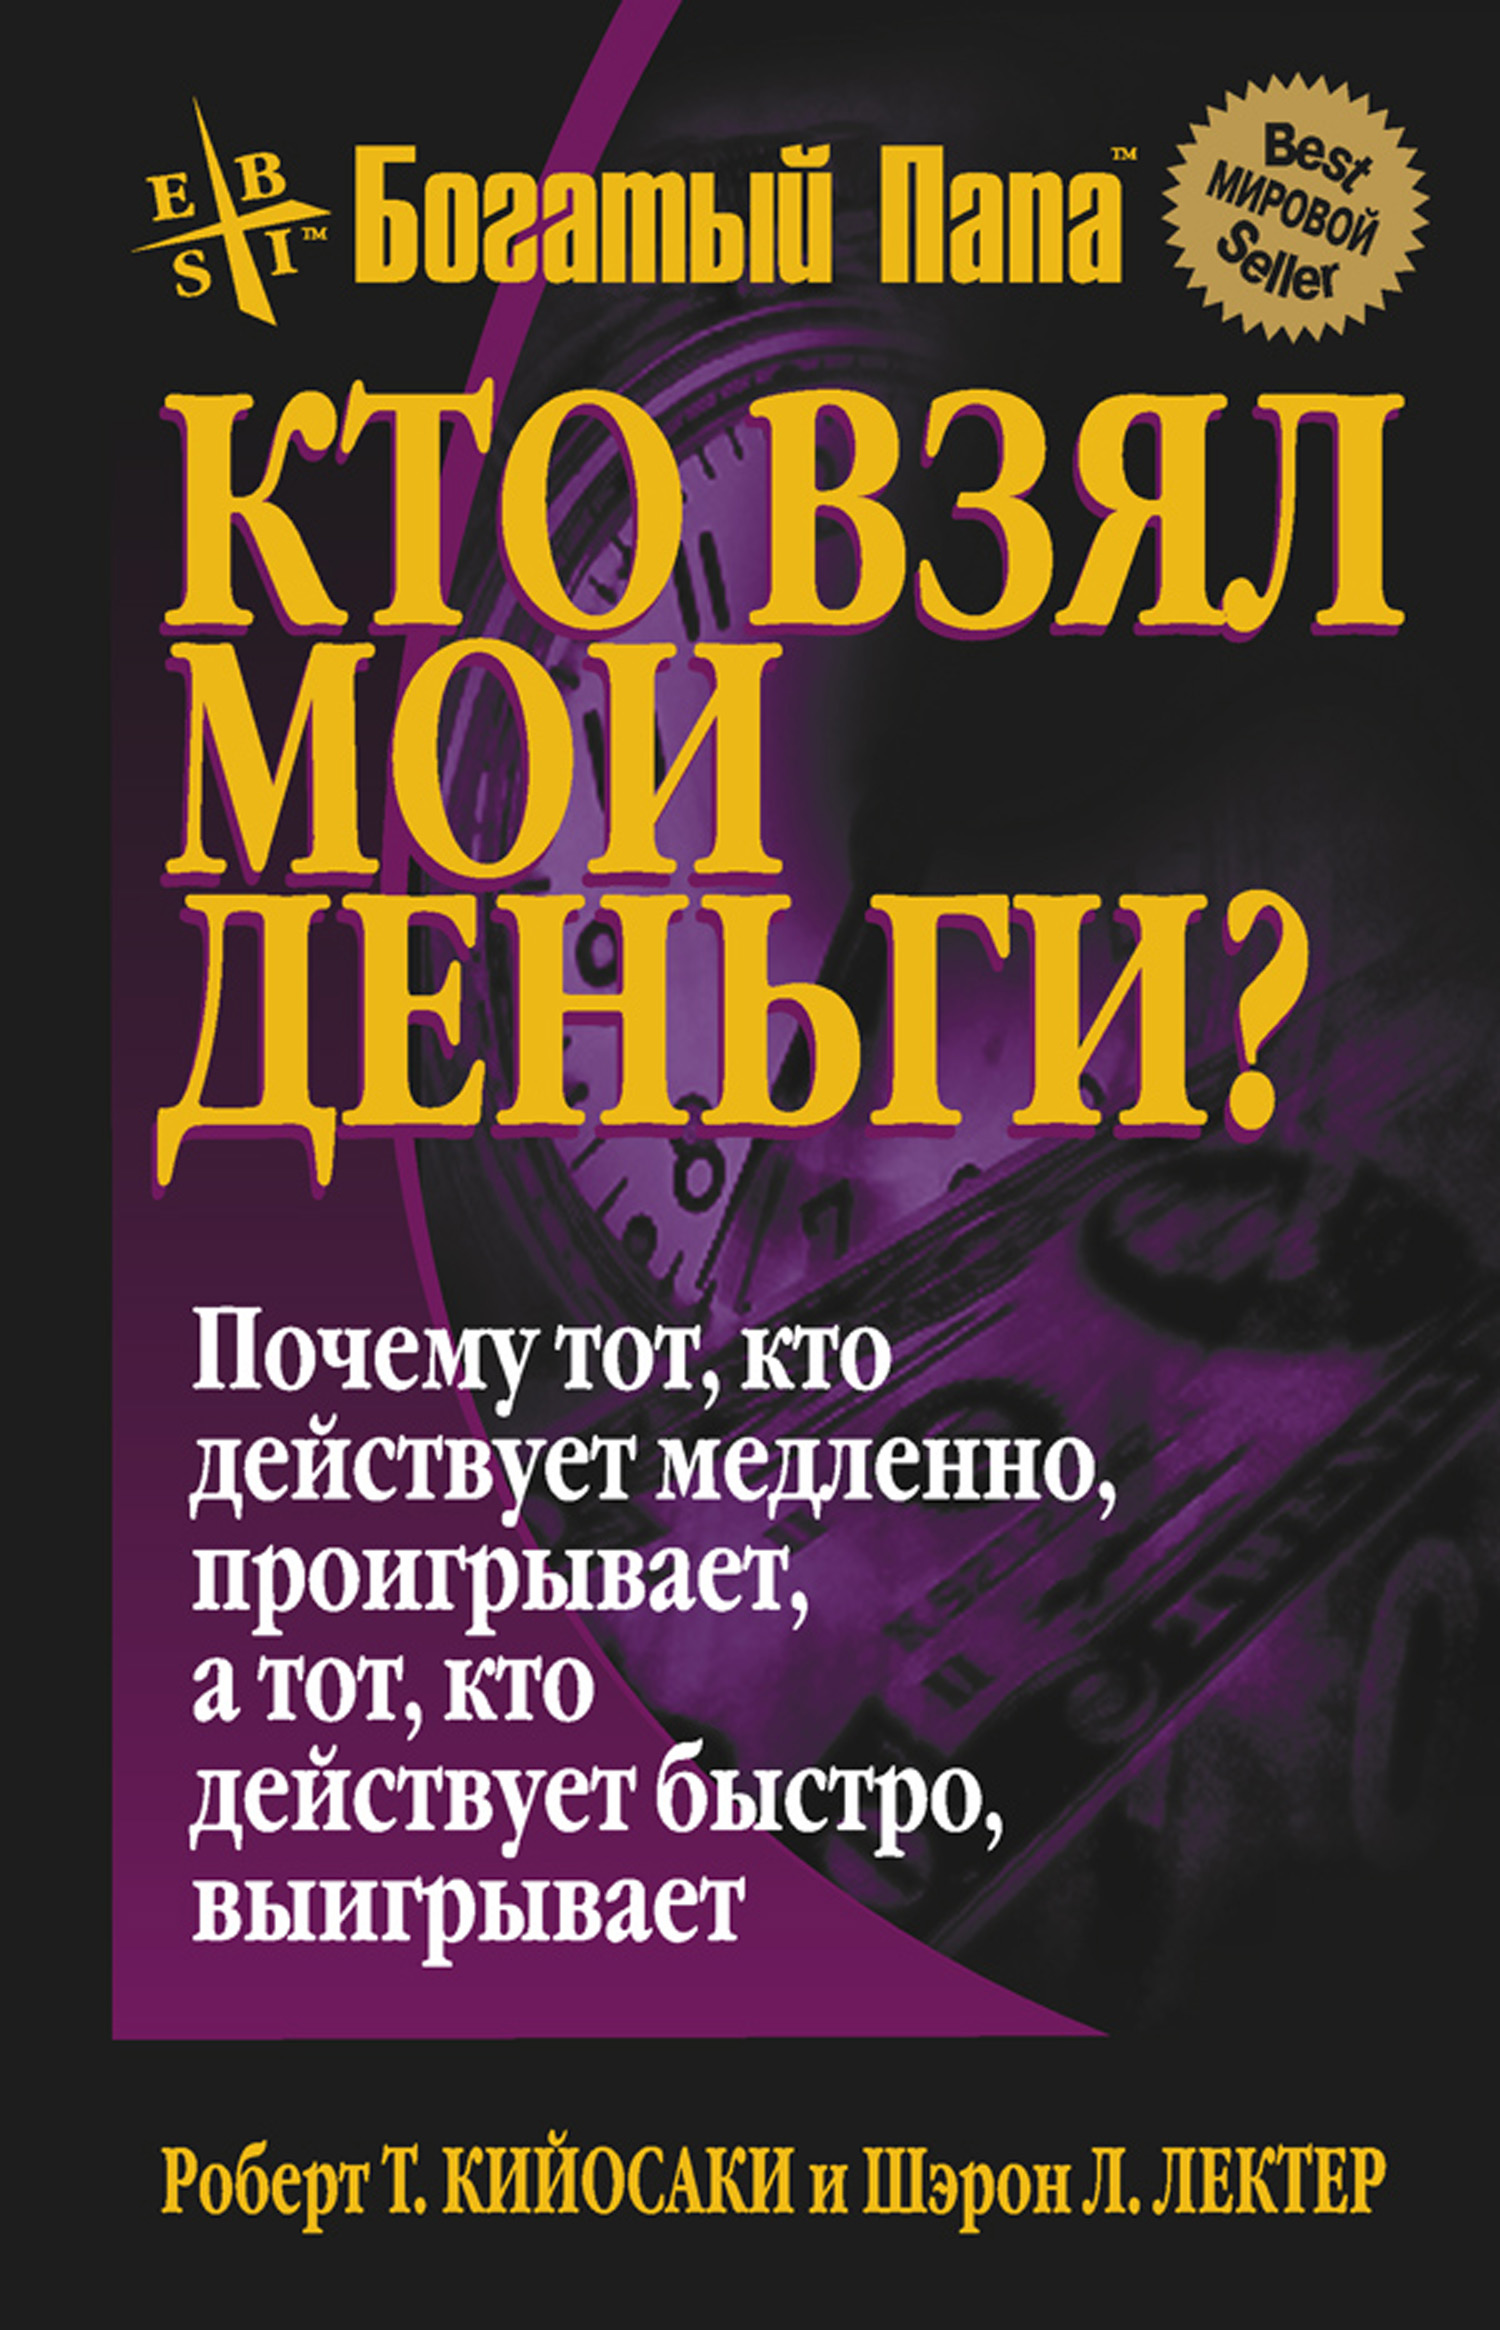 E B
S I™
Богатый Папа™
Best
МИРОВОЙ
Seller
КТО ВЗЯЛ
МОИ
ДЕНЬГИ?
Почему тот, кто
действует медленно,
проигрывает,
а тот, кто
действует быстро,
выигрывает
Роберт Т. КИЙОСАКИ и Шэрон Л. ЛЕКТЕР